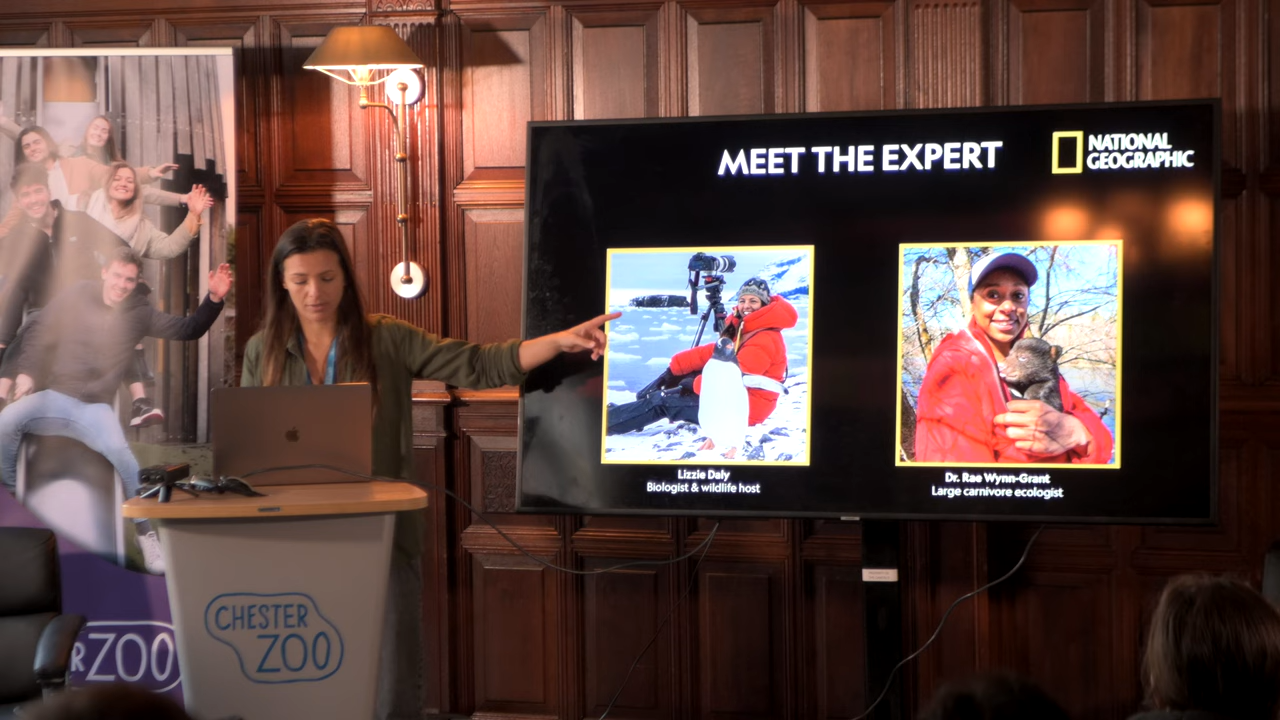 MEET THE EXPERT
NATIONAL
GEOGRAPHIC
Lizzie Daly
Biologist & wildlife host
Dr. Rae Wynn-Grant
Large carnivore ecologist
CHESTER
ZOO
R ZOO